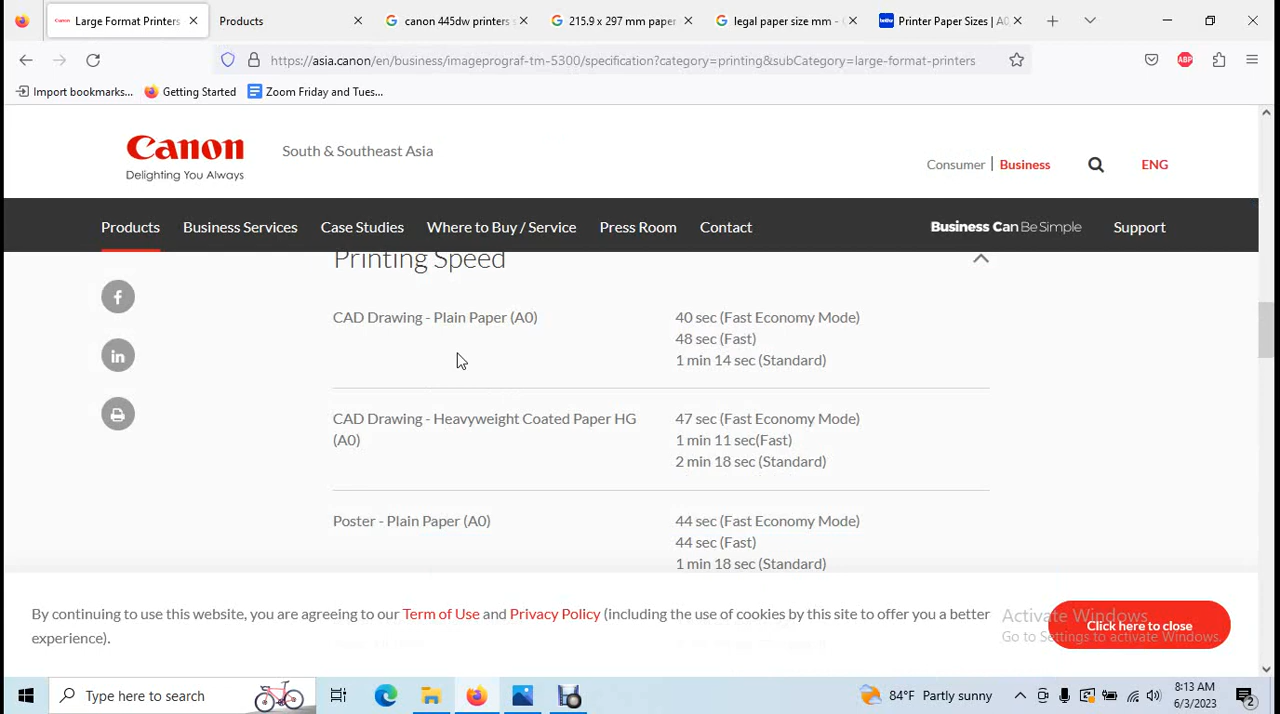 Large Format Printers
Products
canon 445dw printers s
215.9 x 297 mm paper
legal paper size mm - G
Printer Paper Sizes | A0
https://asia.canon/en/business/imageprograf-tm-5300/specification?category=printing&subCategory=large-format-printers
ABP
Import bookmarks...
Getting Started
Zoom Friday and Tues...
Canon
Delighting You Always
South & Southeast Asia
Consumer | Business
ENG
Products
Business Services
Case Studies
Where to Buy / Service
Press Room
Contact
Business Can Be Simple
Support
Printing Speed
CAD Drawing - Plain Paper (A0)
40 sec (Fast Economy Mode)
48 sec (Fast)
1 min 14 sec (Standard)
CAD Drawing - Heavyweight Coated Paper HG
(A0)
47 sec (Fast Economy Mode)
1 min 11 sec(Fast)
2 min 18 sec (Standard)
Poster - Plain Paper (A0)
44 sec (Fast Economy Mode)
44 sec (Fast)
1 min 18 sec (Standard)
By continuing to use this website, you are agreeing to our Term of Use and Privacy Policy (including the use of cookies by this site to offer you a better
experience).
Click here to close
Activate Windows
Go to Settings to activate Windows.
Type here to search
84°F Partly sunny
8:13 AM
6/3/2023
2